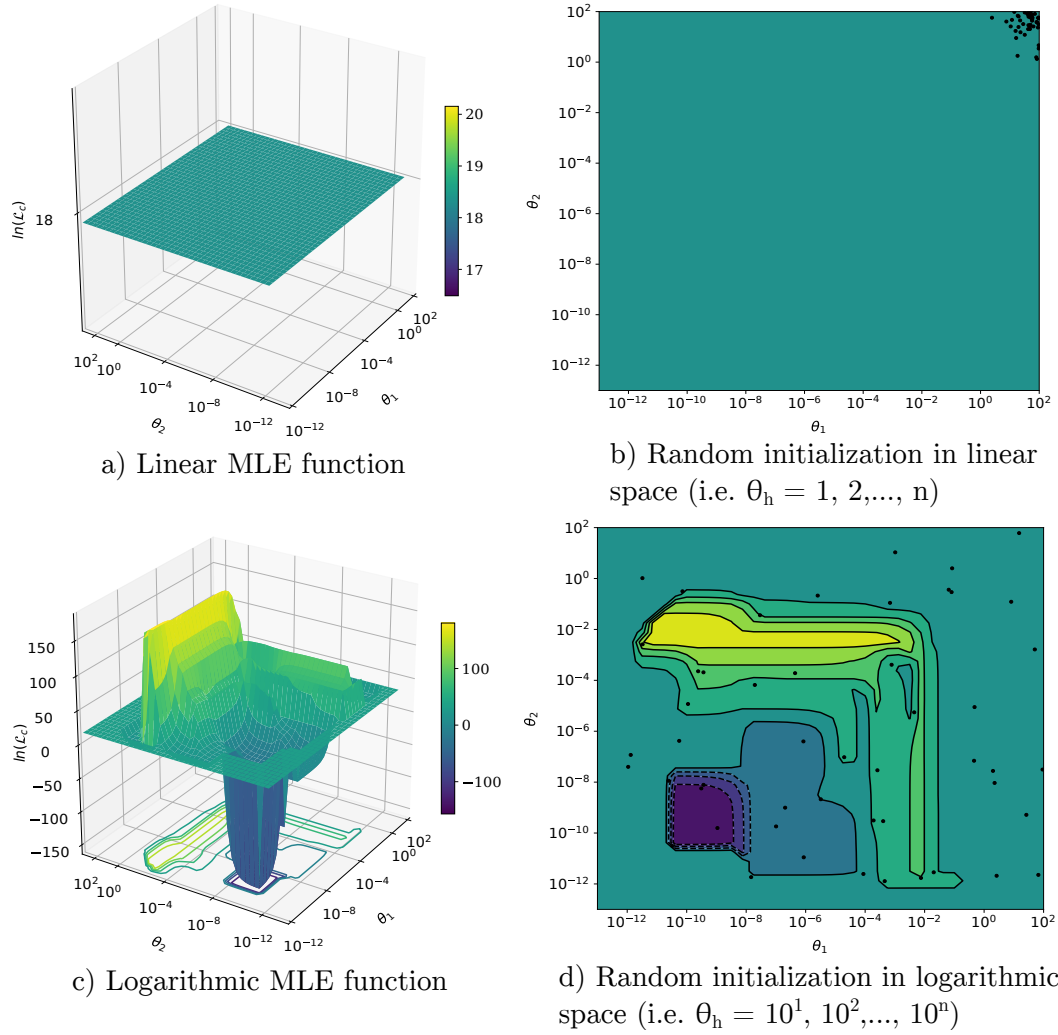 20
19
18
17
ln(ℒc)
18
10² 10⁰ 10⁻⁴ 10⁻⁸ 10⁻¹²
θ₂
10⁻¹² 10⁻⁸ 10⁻⁴ 10⁰ 10²
θ₁
a) Linear MLE function
10²
10⁰
10⁻²
10⁻⁴
10⁻⁶
10⁻⁸
10⁻¹⁰
10⁻¹²
θ₂
10⁻¹² 10⁻¹⁰ 10⁻⁸ 10⁻⁶ 10⁻⁴ 10⁻² 10⁰ 10²
θ₁
b) Random initialization in linear
space (i.e. θₕ = 1, 2,..., n)
150
100
50
0
−50
−100
−150
ln(ℒc)
100
0
−100
10² 10⁰ 10⁻⁴ 10⁻⁸ 10⁻¹²
θ₂
10⁻¹² 10⁻⁸ 10⁻⁴ 10⁰ 10²
θ₁
c) Logarithmic MLE function
10²
10⁰
10⁻²
10⁻⁴
10⁻⁶
10⁻⁸
10⁻¹⁰
10⁻¹²
θ₂
10⁻¹² 10⁻¹⁰ 10⁻⁸ 10⁻⁶ 10⁻⁴ 10⁻² 10⁰ 10²
θ₁
d) Random initialization in logarithmic
space (i.e. θₕ = 10¹, 10²,..., 10ⁿ)